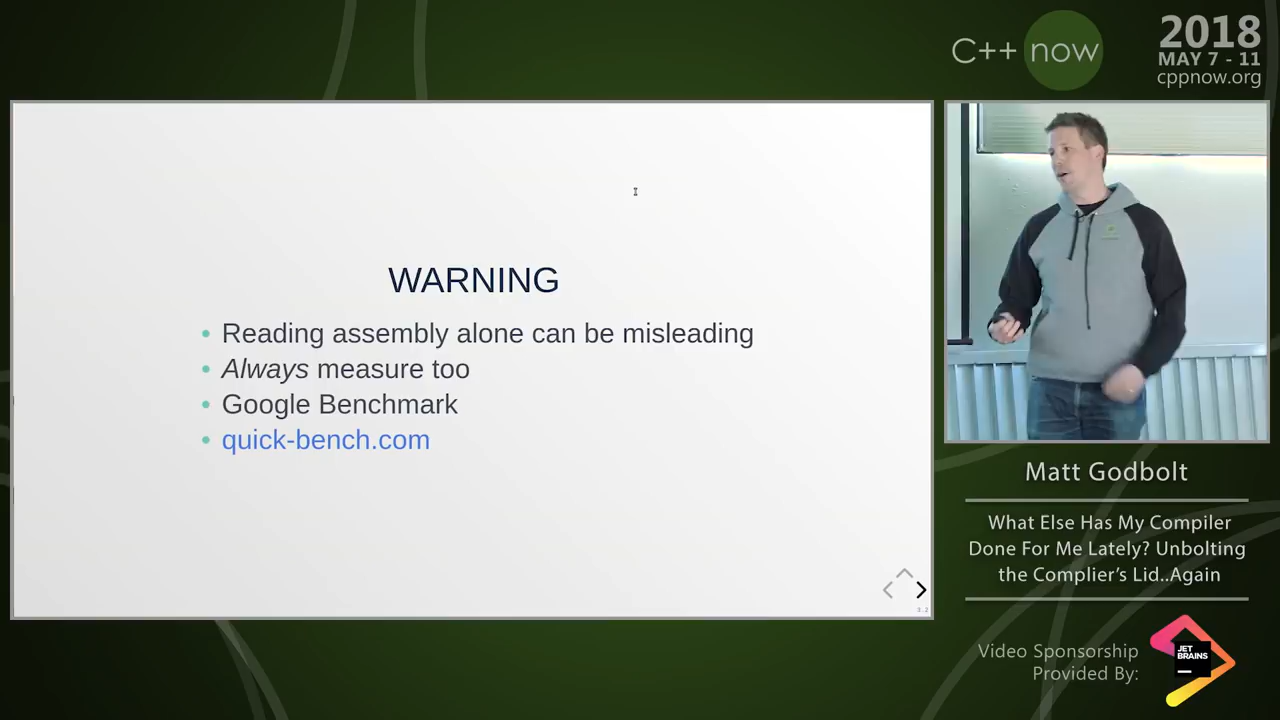 C++ now
2018
MAY 7 - 11
cppnow.org
WARNING
• Reading assembly alone can be misleading
• Always measure too
• Google Benchmark
• quick-bench.com
3.2
Matt Godbolt
What Else Has My Compiler
Done For Me Lately? Unbolting
the Complier's Lid..Again
Video Sponsorship
Provided By:
JET
BRAINS